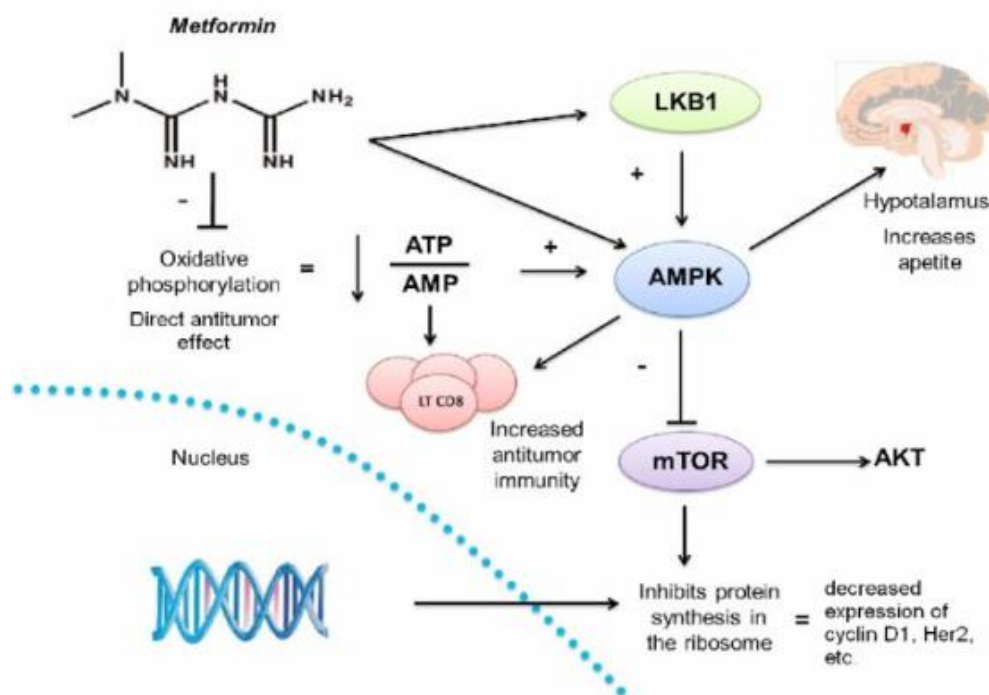 Metformin
H
N
N
NH2
NH
NH
-
Oxidative
phosphorylation
Direct antitumor
effect
=
ATP
AMP
+
LKB1
+
AMPK
Hypotalamus
Increases
apetite
LT CD8
Increased
antitumor
immunity
-
mTOR
AKT
Nucleus
Inhibits protein
synthesis in
the ribosome
=
decreased
expression of
cyclin D1, Her2,
etc.